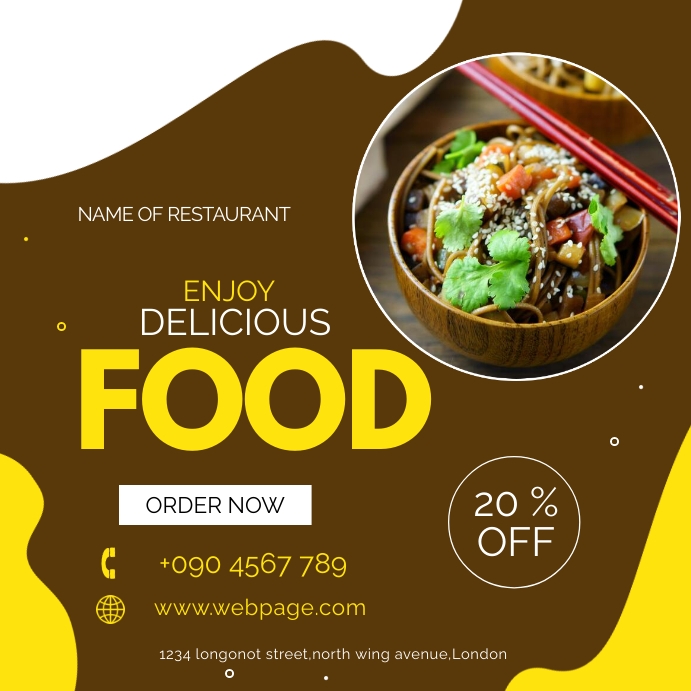 NAME OF RESTAURANT
ENJOY
DELICIOUS
FOOD
ORDER NOW
20 %
OFF
+090 4567 789
www.webpage.com
1234 longonot street,north wing avenue,London